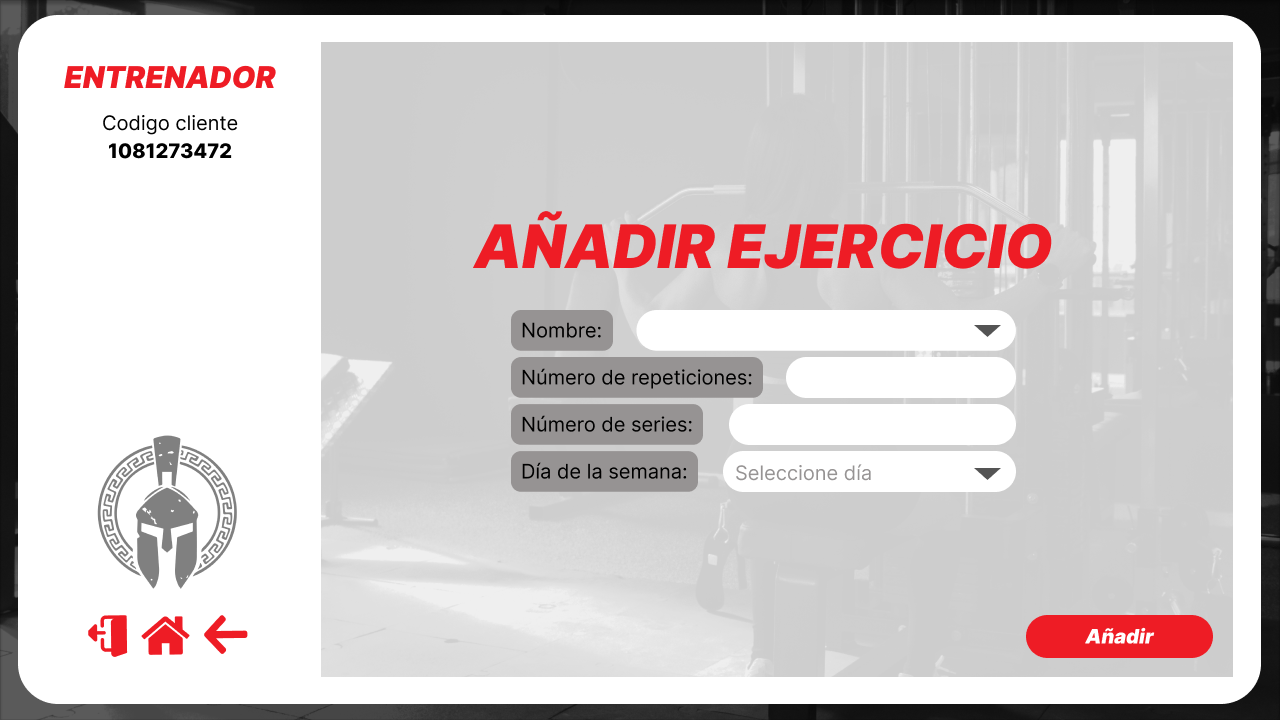 ENTRENADOR
Codigo cliente
1081273472
AÑADIR EJERCICIO
Nombre:
Número de repeticiones:
Número de series:
Día de la semana:
Seleccione día
Añadir